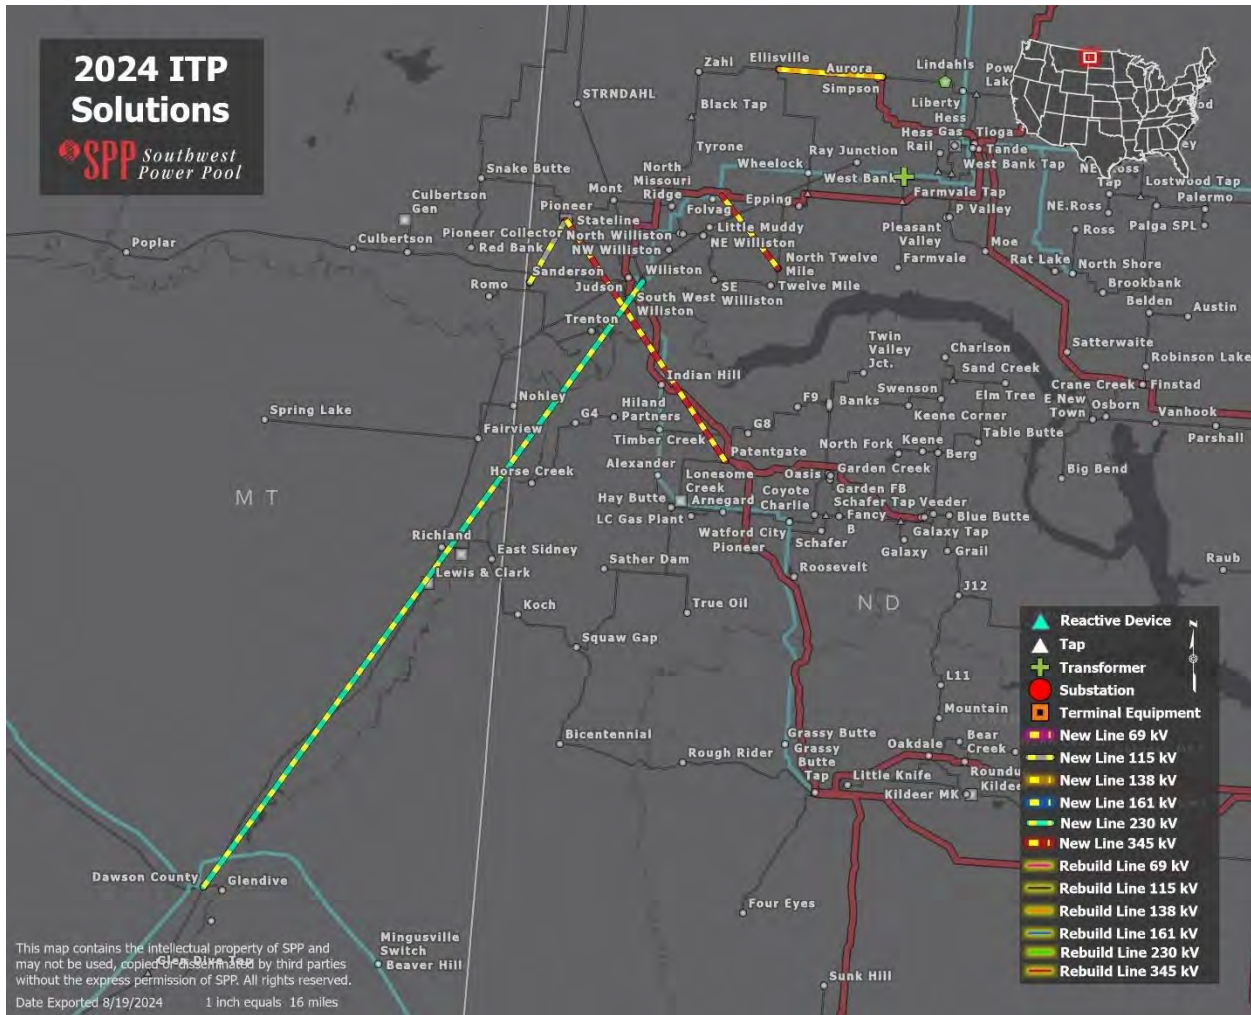 2024 ITP
Solutions
SPP Southwest
Power Pool
Ellisville
Zahl
Aurora
Simpson
Lindahls
Liberty
STRNDAHL
Black Tap
Hess
Gas
Hess
Rail
Tioga
Tande
West Bank Tap
Tyrone
Ray Junction
Wheelock
West Bank
Farmvale Tap
NE.Ross
Tap
Lostwood Tap
Palermo
NE.Ross
Ross
Palga SPL
Snake Butte
North
Missouri
Ridge
Mont
Folvag
Epping
P Valley
Culbertson
Gen
Pioneer
Stateline
Pioneer Collector
Red Bank
North Williston
NW Williston
Little Muddy
NE Williston
Pleasant
Valley
Farmvale
Moe
Rat Lake
North Shore
Poplar
Culbertson
Sanderson
Judson
Wiliston
North Twelve
Mile
Twelve Mile
SE
Williston
South West
Wiliston
Romo
Trenton
Brookbank
Belden
Austin
Twin
Valley
Jct.
Charlson
Satterwaite
Sand Creek
Robinson Lake
Indian Hill
Swenson
Elm Tree
Crane Creek
Finstad
Nohley
Hiland
Partners
F9
Banks
Keene Corner
E New
Town
Osborn
Vanhook
Parshall
Spring Lake
Fairview
G4
G8
Timber Creek
North Fork
Keene
Table Butte
Berg
Patentgate
Horse Creek
Alexander
Lonesome
Creek
Oasis
Garden Creek
Garden FB
Big Bend
M T
Hay Butte
Arnegard
Coyote
Charlie
Schafer Tap
Veeder
Fancy
B
Blue Butte
LC Gas Plant
Watford City
Pioneer
Schafer
Galaxy Tap
Galaxy
Grail
Richland
East Sidney
Lewis & Clark
Sather Dam
Roosevelt
Raub
J12
Koch
True Oil
N D
Squaw Gap
L11
Mountain
Bicentennial
Rough Rider
Grassy Butte
Grassy
Butte
Tap
Oakdale
Bear
Creek
Little Knife
Kildeer MK
Dawson County
Glendive
Four Eyes
Glen Dive Tap
Mingusville
Switch
Beaver Hill
Sunk Hill
Reactive Device
Tap
Transformer
Substation
Terminal Equipment
New Line 69 kV
New Line 115 kV
New Line 138 kV
New Line 161 kV
New Line 230 kV
New Line 345 kV
Rebuild Line 69 kV
Rebuild Line 115 kV
Rebuild Line 138 kV
Rebuild Line 161 kV
Rebuild Line 230 kV
Rebuild Line 345 kV
This map contains the intellectual property of SPP and
may not be used, copied or disseminated by third parties
without the express permission of SPP. All rights reserved.
Date Exported 8/19/2024 1 inch equals 16 miles